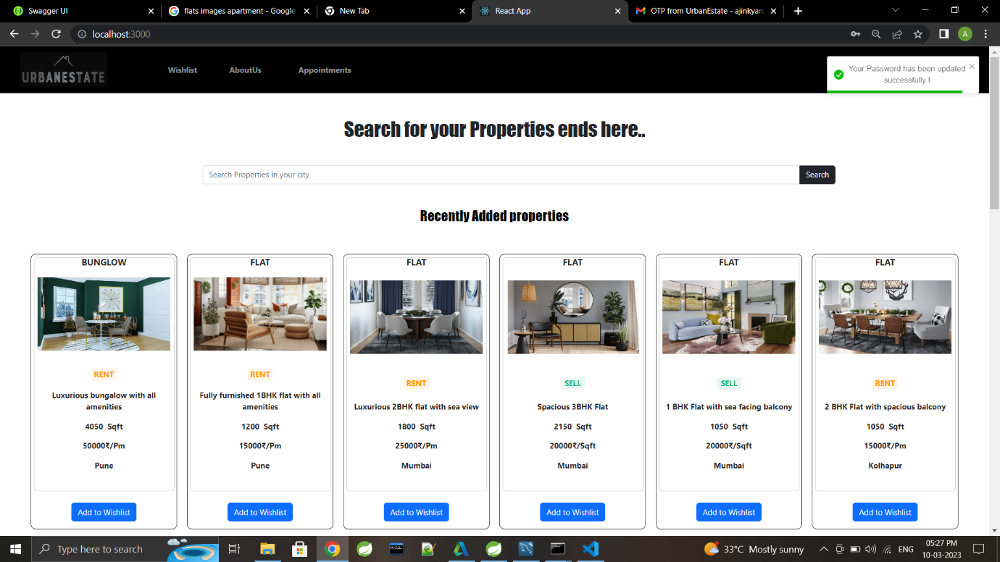 Swagger UI
flats images apartment - Google
New Tab
React App
OTP from UrbanEstate - ajinkyarc
localhost:3000
A
URBANESTATE
Wishlist
AboutUs
Appointments
Your Password has been updated
successfully !
Search for your Properties ends here..
Search Properties in your city
Search
Recently Added properties
BUNGLOW
RENT
Luxurious bungalow with all
amenities
4050 Sqft
50000₹/Pm
Pune
Add to Wishlist
FLAT
RENT
Fully furnished 1BHK flat with all
amenities
1200 Sqft
15000₹/Pm
Pune
Add to Wishlist
FLAT
RENT
Luxurious 2BHK flat with sea view
1800 Sqft
25000₹/Pm
Mumbai
Add to Wishlist
FLAT
SELL
Spacious 3BHK Flat
2150 Sqft
20000₹/Sqft
Mumbai
Add to Wishlist
FLAT
SELL
1 BHK Flat with sea facing balcony
1050 Sqft
20000₹/Sqft
Mumbai
Add to Wishlist
FLAT
RENT
2 BHK Flat with spacious balcony
1050 Sqft
15000₹/Pm
Kolhapur
Add to Wishlist
Type here to search
33°C Mostly sunny
ENG
05:27 PM
10-03-2023